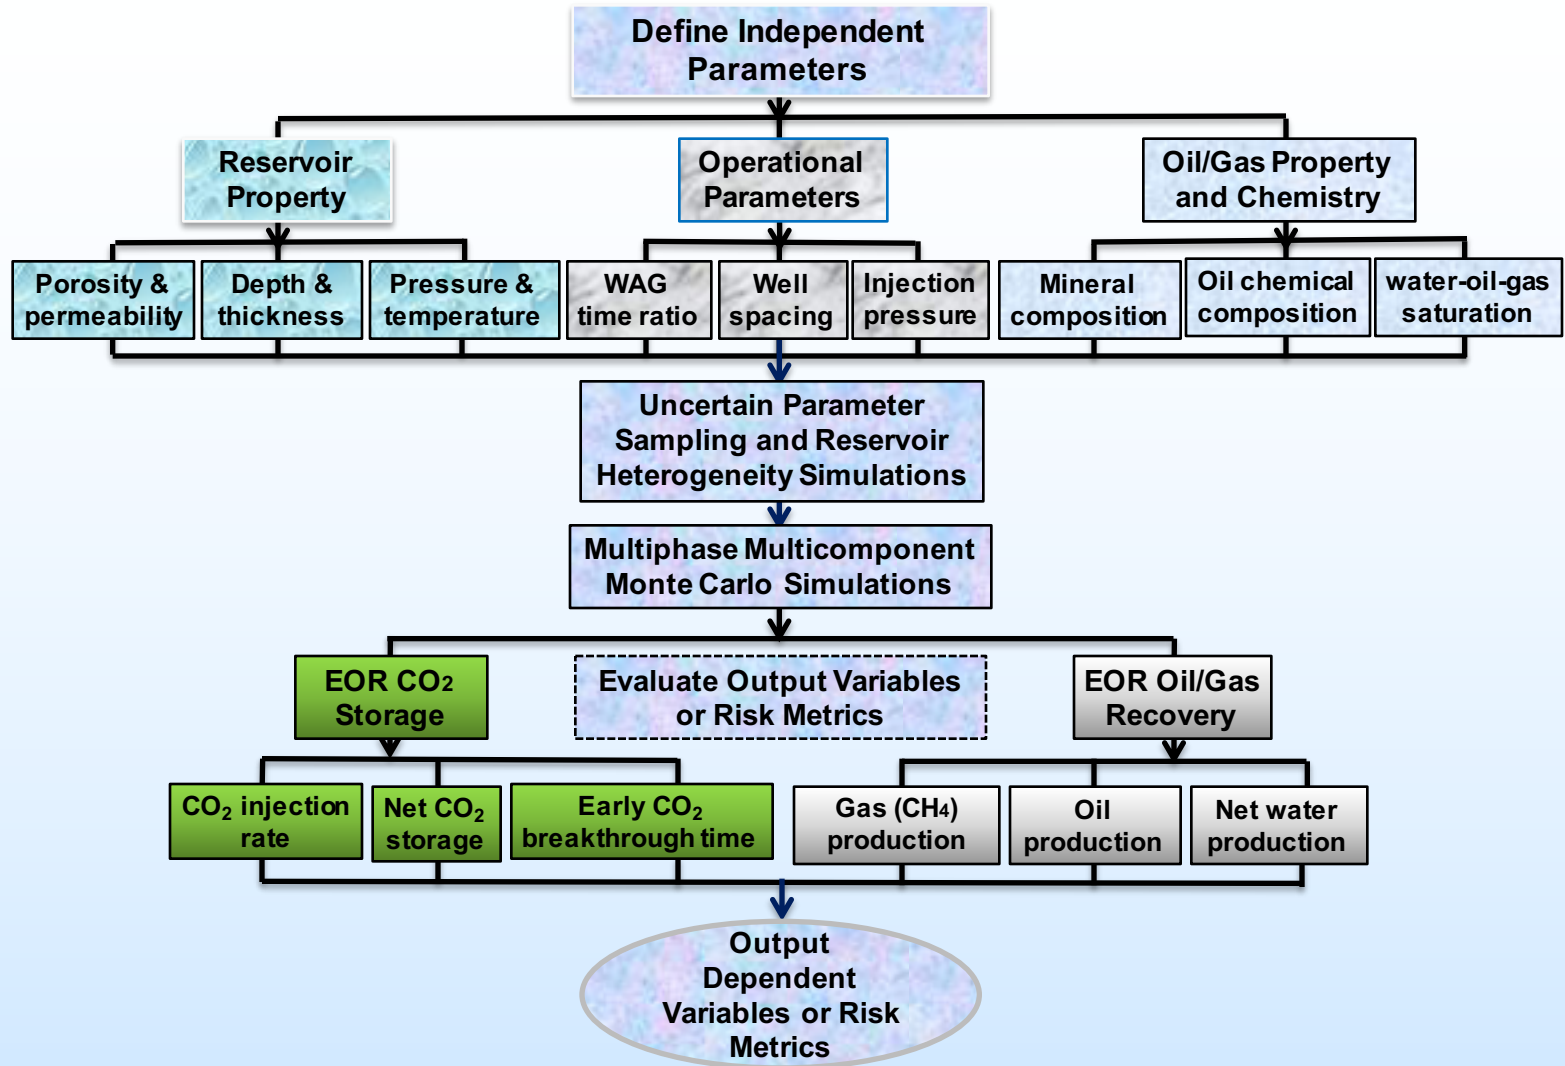 Define Independent
Parameters
Reservoir
Property
Operational
Parameters
Oil/Gas Property
and Chemistry
Porosity &
permeability
Depth &
thickness
Pressure &
temperature
WAG
time ratio
Well
spacing
Injection
pressure
Mineral
composition
Oil chemical
composition
water-oil-gas
saturation
Uncertain Parameter
Sampling and Reservoir
Heterogeneity Simulations
Multiphase Multicomponent
Monte Carlo Simulations
EOR CO₂
Storage
Evaluate Output Variables
or Risk Metrics
EOR Oil/Gas
Recovery
CO₂ injection
rate
Net CO₂
storage
Early CO₂
breakthrough time
Gas (CH₄)
production
Oil
production
Net water
production
Output
Dependent
Variables or Risk
Metrics